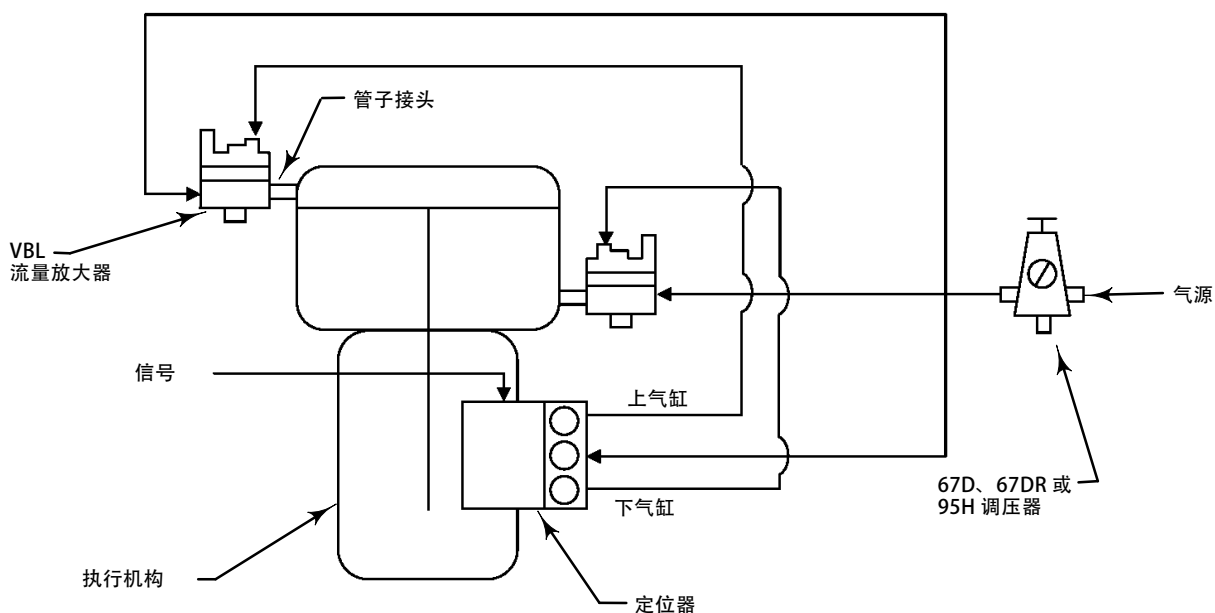 管子接头
VBL
流量放大器
气源
信号
上气缸
67D、67DR 或
95H 调压器
下气缸
执行机构
定位器